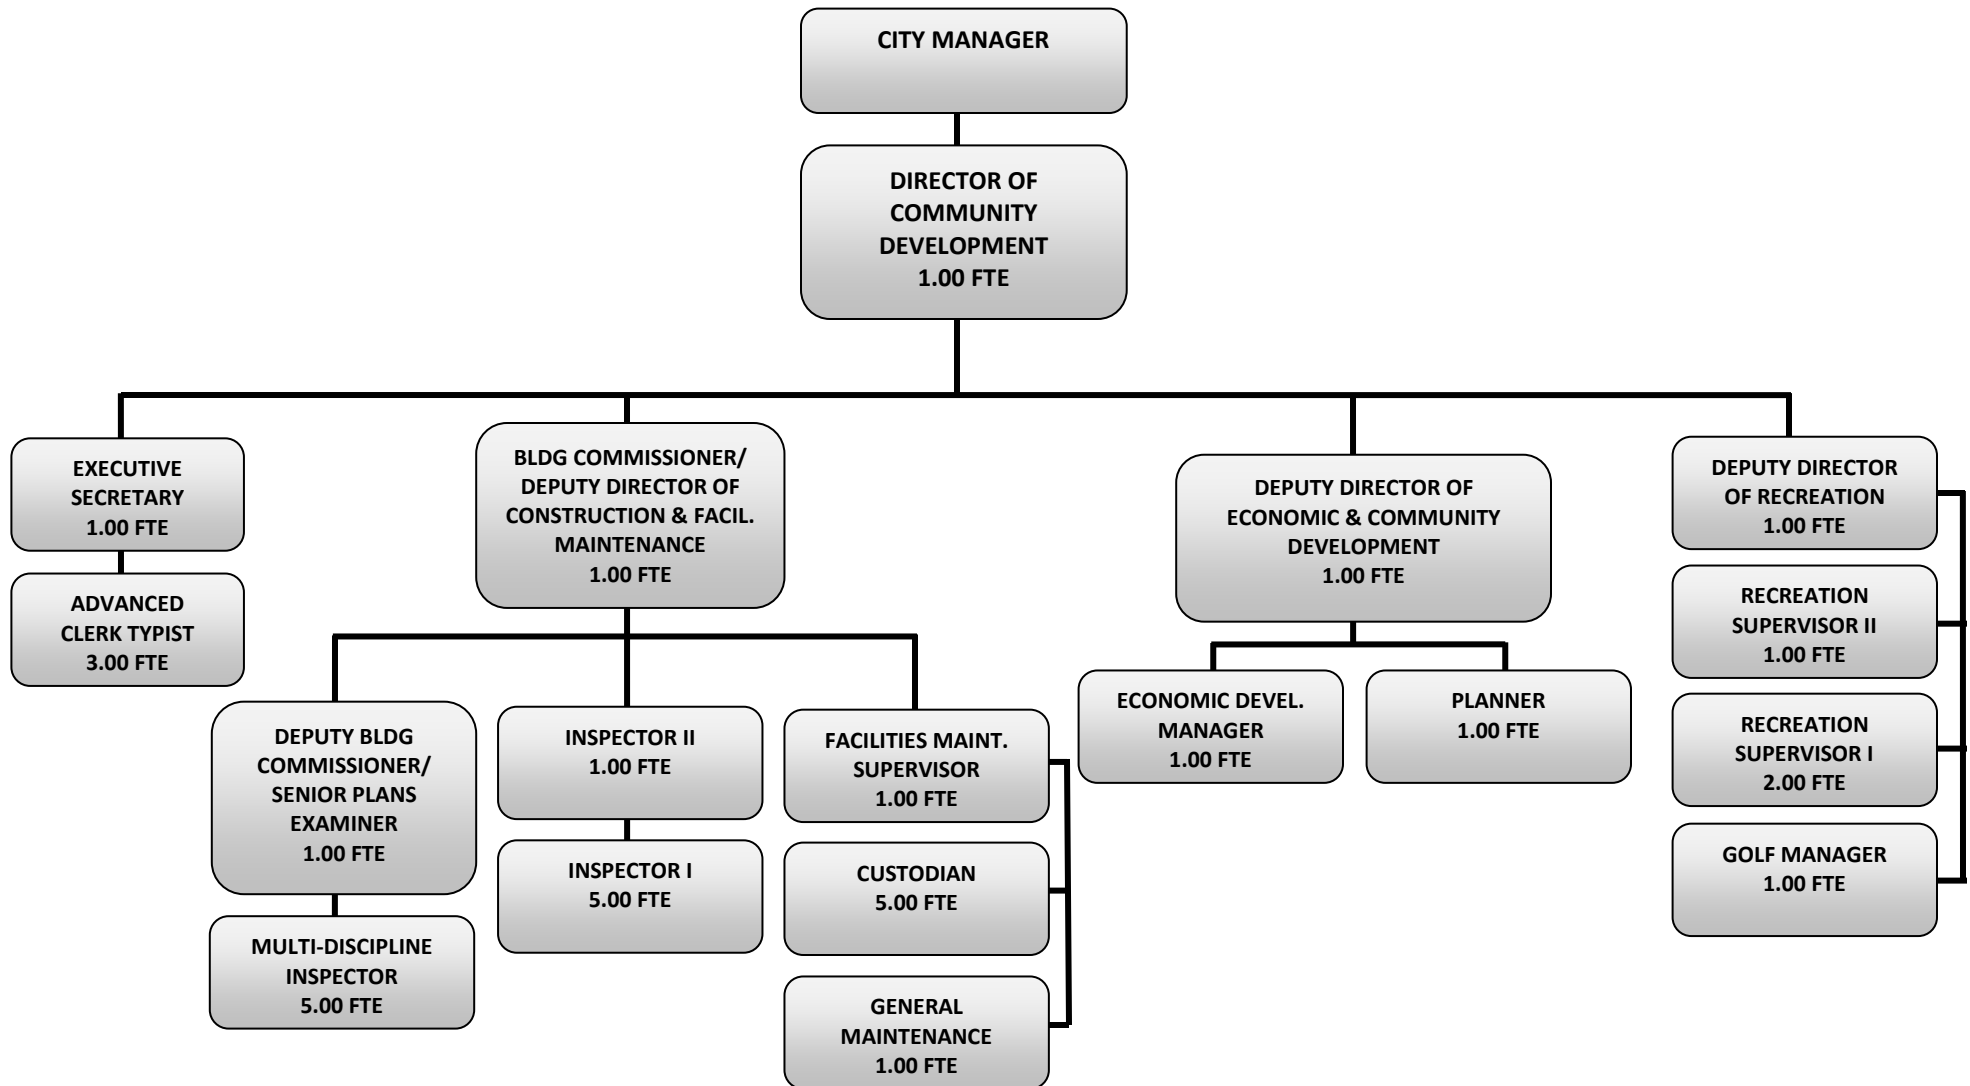 CITY MANAGER
DIRECTOR OF
COMMUNITY
DEVELOPMENT
1.00 FTE
EXECUTIVE
SECRETARY
1.00 FTE
ADVANCED
CLERK TYPIST
3.00 FTE
BLDG COMMISSIONER/
DEPUTY DIRECTOR OF
CONSTRUCTION & FACIL.
MAINTENANCE
1.00 FTE
DEPUTY BLDG
COMMISSIONER/
SENIOR PLANS
EXAMINER
1.00 FTE
MULTI-DISCIPLINE
INSPECTOR
5.00 FTE
INSPECTOR II
1.00 FTE
INSPECTOR I
5.00 FTE
FACILITIES MAINT.
SUPERVISOR
1.00 FTE
CUSTODIAN
5.00 FTE
GENERAL
MAINTENANCE
1.00 FTE
DEPUTY DIRECTOR OF
ECONOMIC & COMMUNITY
DEVELOPMENT
1.00 FTE
ECONOMIC DEVEL.
MANAGER
1.00 FTE
PLANNER
1.00 FTE
DEPUTY DIRECTOR
OF RECREATION
1.00 FTE
RECREATION
SUPERVISOR II
1.00 FTE
RECREATION
SUPERVISOR I
2.00 FTE
GOLF MANAGER
1.00 FTE